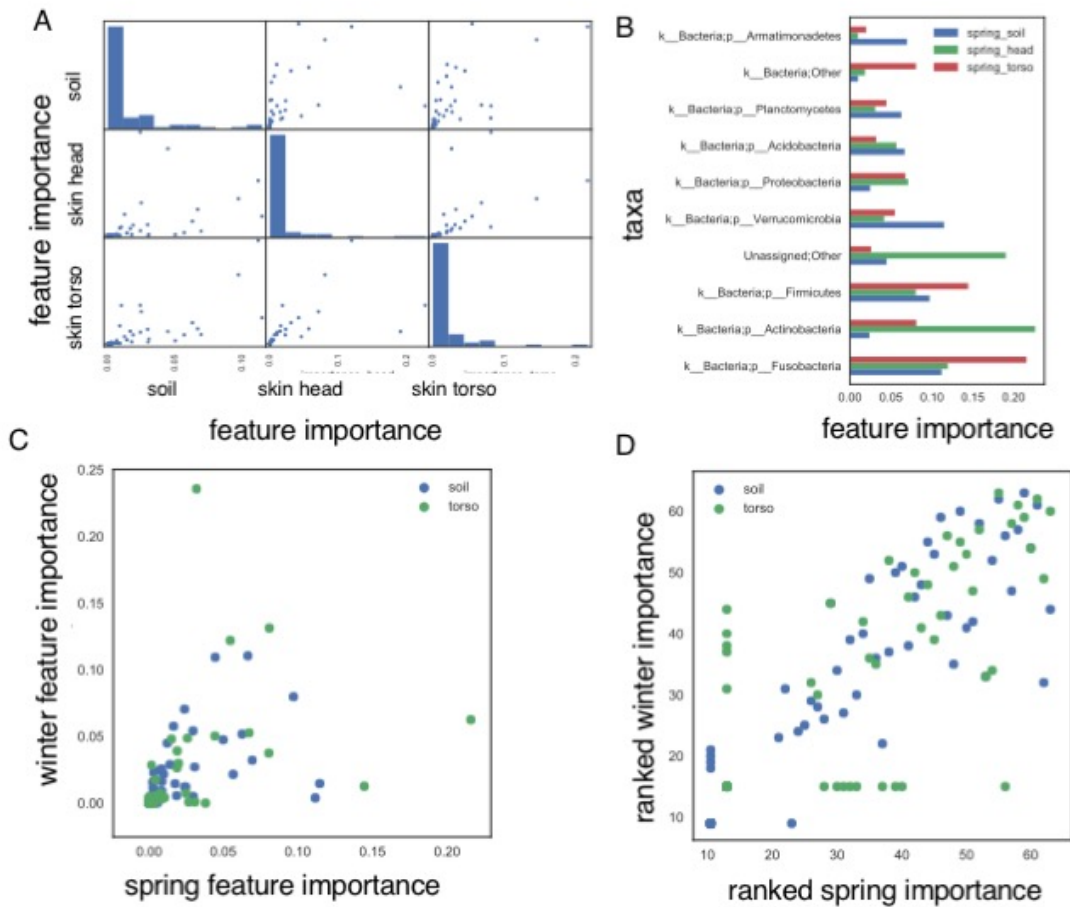 A
feature importance
soil
skin head
skin torso
0.00
0.05
0.10
0.0
0.1
0.2
0.0
0.1
0.2
soil
skin head
skin torso
feature importance
B
taxa
k__Bacteria;p__Armatimonadetes
k__Bacteria;Other
k__Bacteria;p__Planctomycetes
k__Bacteria;p__Acidobacteria
k__Bacteria;p__Proteobacteria
k__Bacteria;p__Verrucomicrobia
Unassigned;Other
k__Bacteria;p__Firmicutes
k__Bacteria;p__Actinobacteria
k__Bacteria;p__Fusobacteria
spring_soil
spring_head
spring_torso
0.00 0.05 0.10 0.15 0.20
feature importance
C
winter feature importance
0.25
0.20
0.15
0.10
0.05
0.00
soil
torso
0.00 0.05 0.10 0.15 0.20
spring feature importance
D
ranked winter importance
60
50
40
30
20
10
soil
torso
10 20 30 40 50 60
ranked spring importance